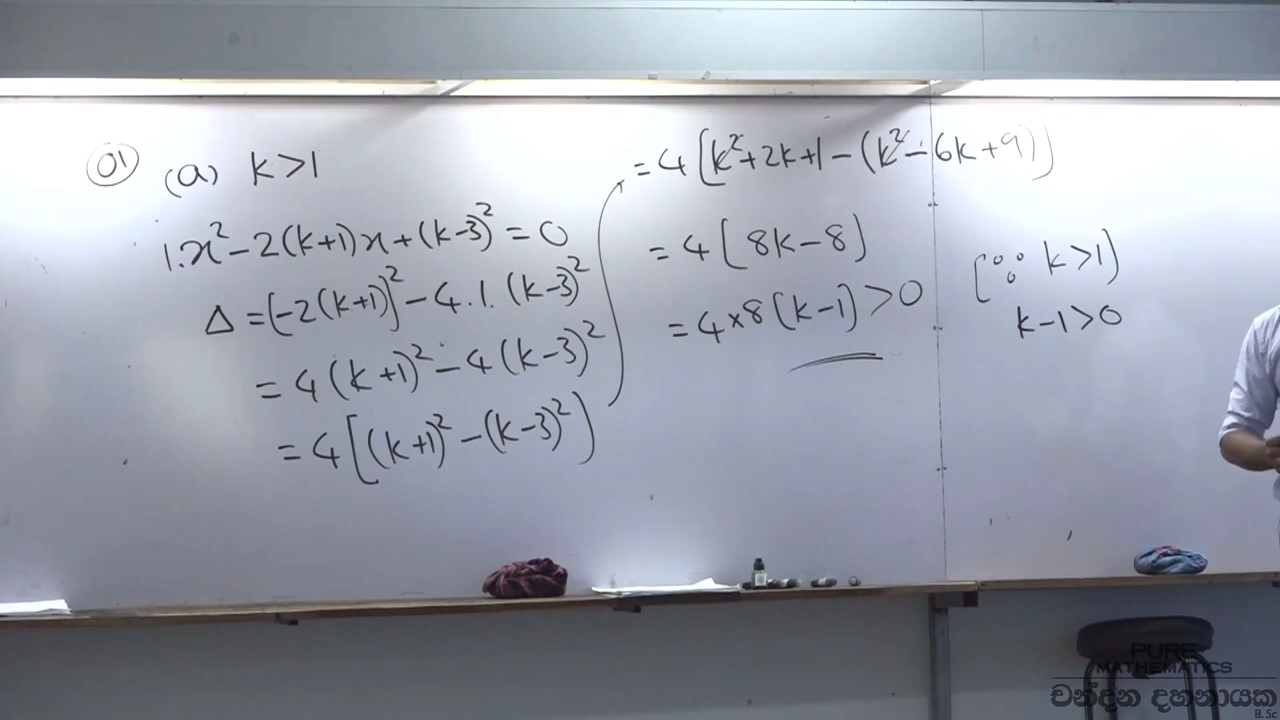 01 (a) k>1
1.x² – 2(k+1)x + (k-3)² = 0
Δ = [-2(k+1)]² – 4.1.(k-3)²
= 4(k+1)² – 4(k-3)²
= 4[(k+1)² – (k-3)²]
= 4[k²+2k+1 – (k²–6k+9)]
= 4[8k–8]
= 4×8(k–1) > 0
(∵ k>1)
k-1>0
PURE
MATHEMATICS
චන්දන දහනායක
B.Sc